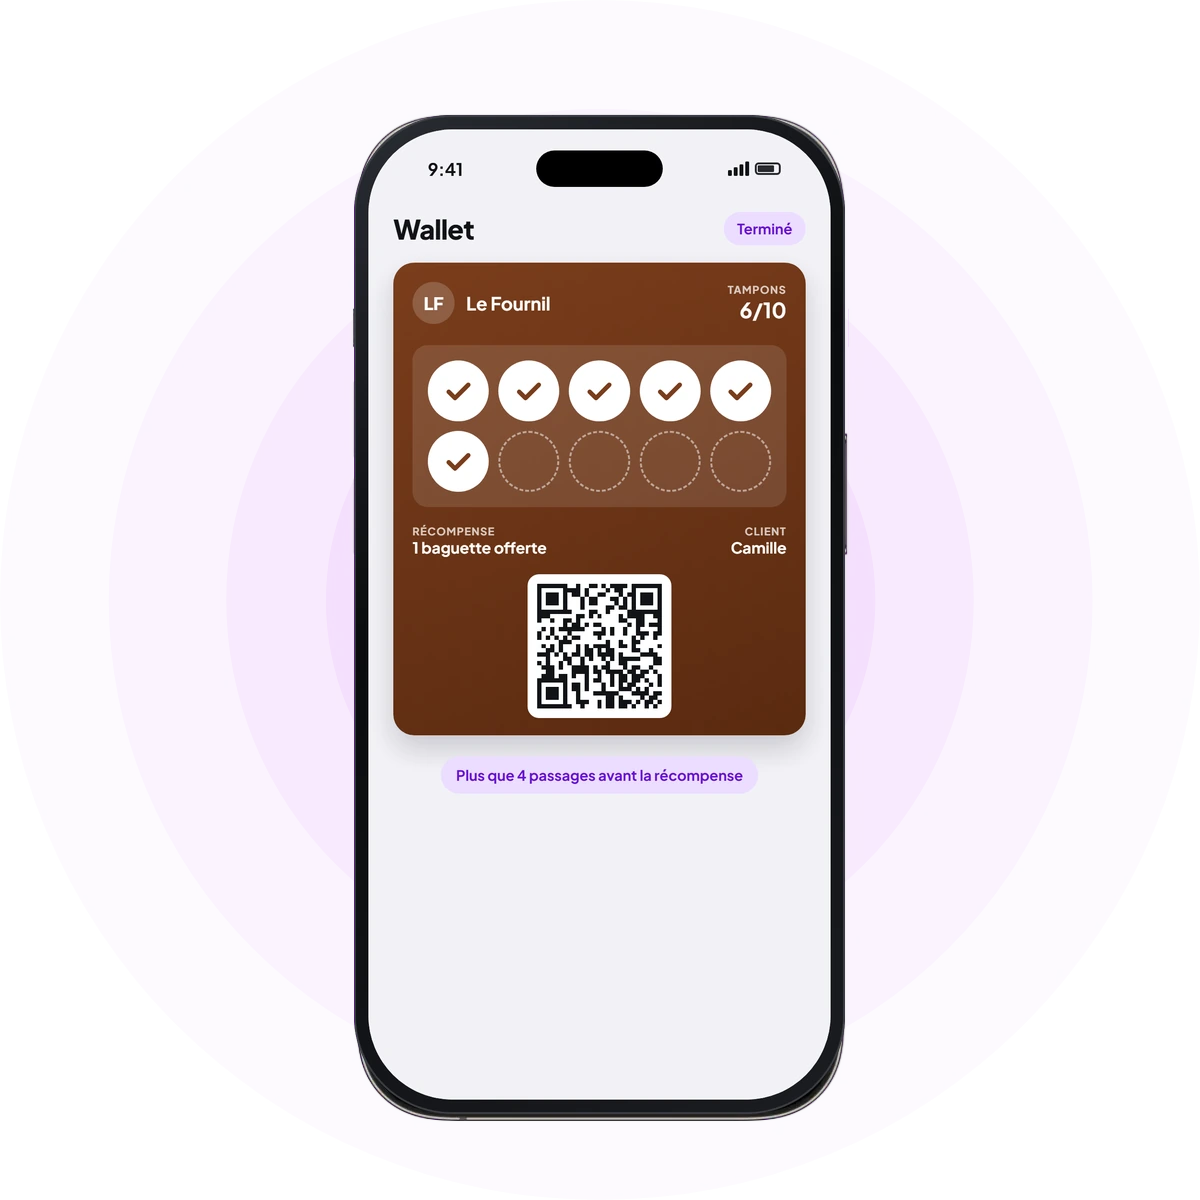 9:41
Wallet
Terminé
LF
Le Fournil
TAMPONS
6/10
RÉCOMPENSE
1 baguette offerte
CLIENT
Camille
Plus que 4 passages avant la récompense